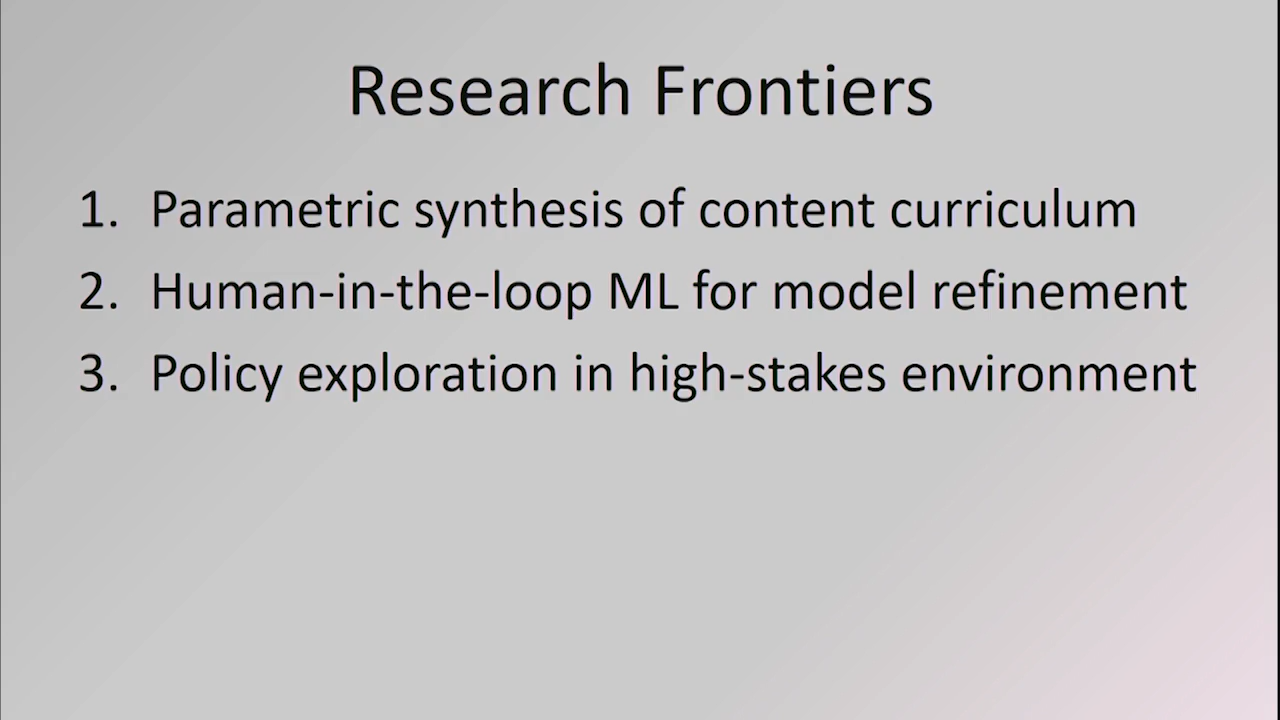 Research Frontiers
1. Parametric synthesis of content curriculum
2. Human-in-the-loop ML for model refinement
3. Policy exploration in high-stakes environment